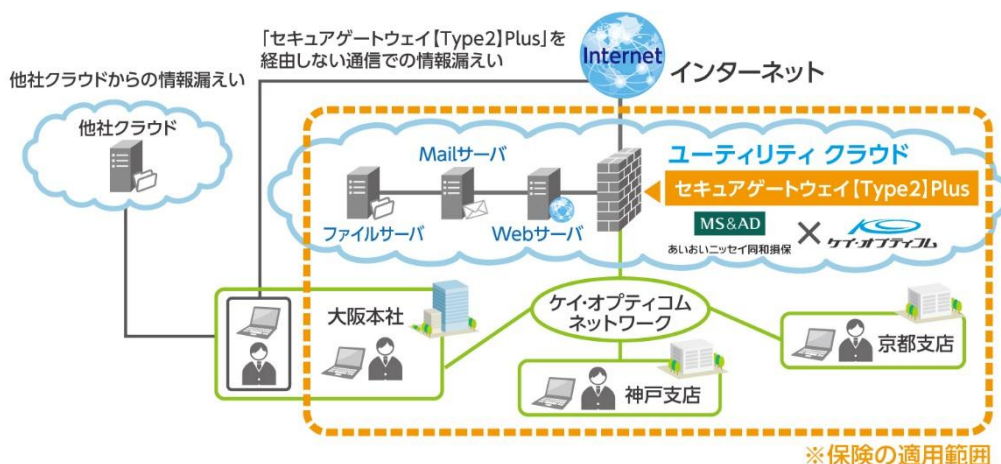 「セキュアゲートウェイ【Type2】Plus」を
経由しない通信での情報漏えい
Internet
インターネット
他社クラウドからの情報漏えい
他社クラウド
Mailサーバ
ユーティリティ クラウド
セキュアゲートウェイ【Type2】Plus
ファイルサーバ
Webサーバ
MS&AD
あいおいニッセイ同和損保
×
ケイ・オプティコム
大阪本社
ケイ・オプティコム
ネットワーク
京都支店
神戸支店
※保険の適用範囲